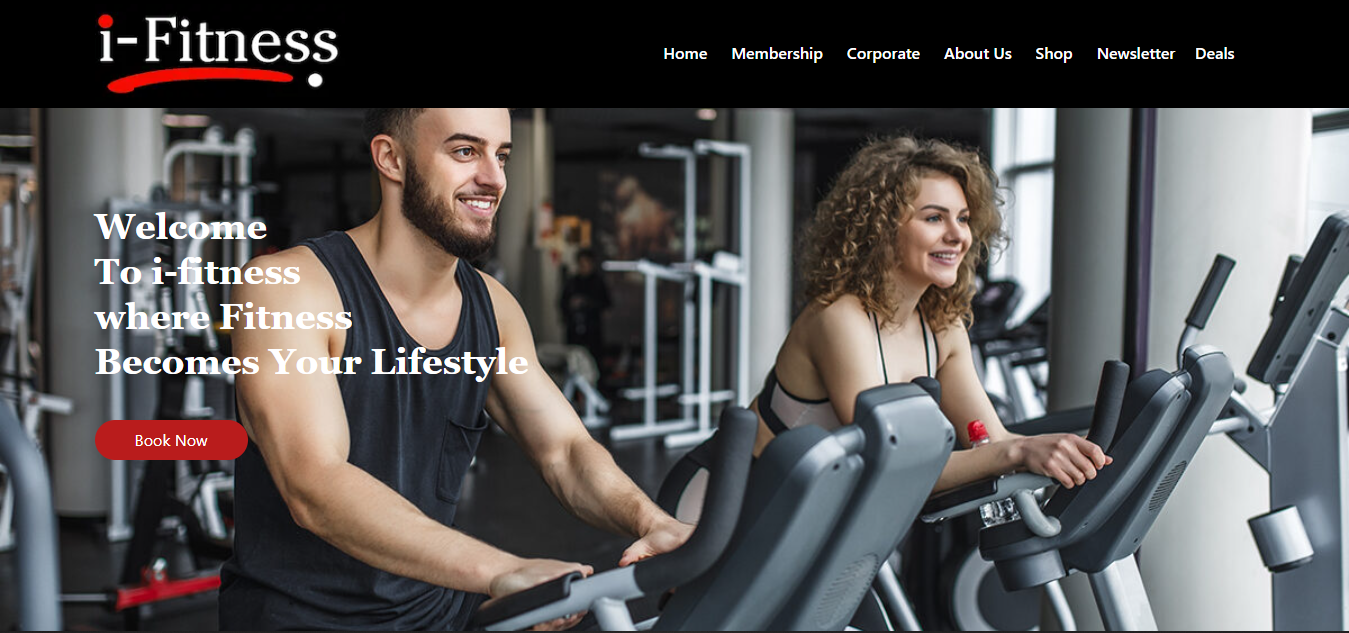 i-Fitness
Home Membership Corporate About Us Shop Newsletter Deals
Welcome
To i-fitness
where Fitness
Becomes Your Lifestyle
Book Now